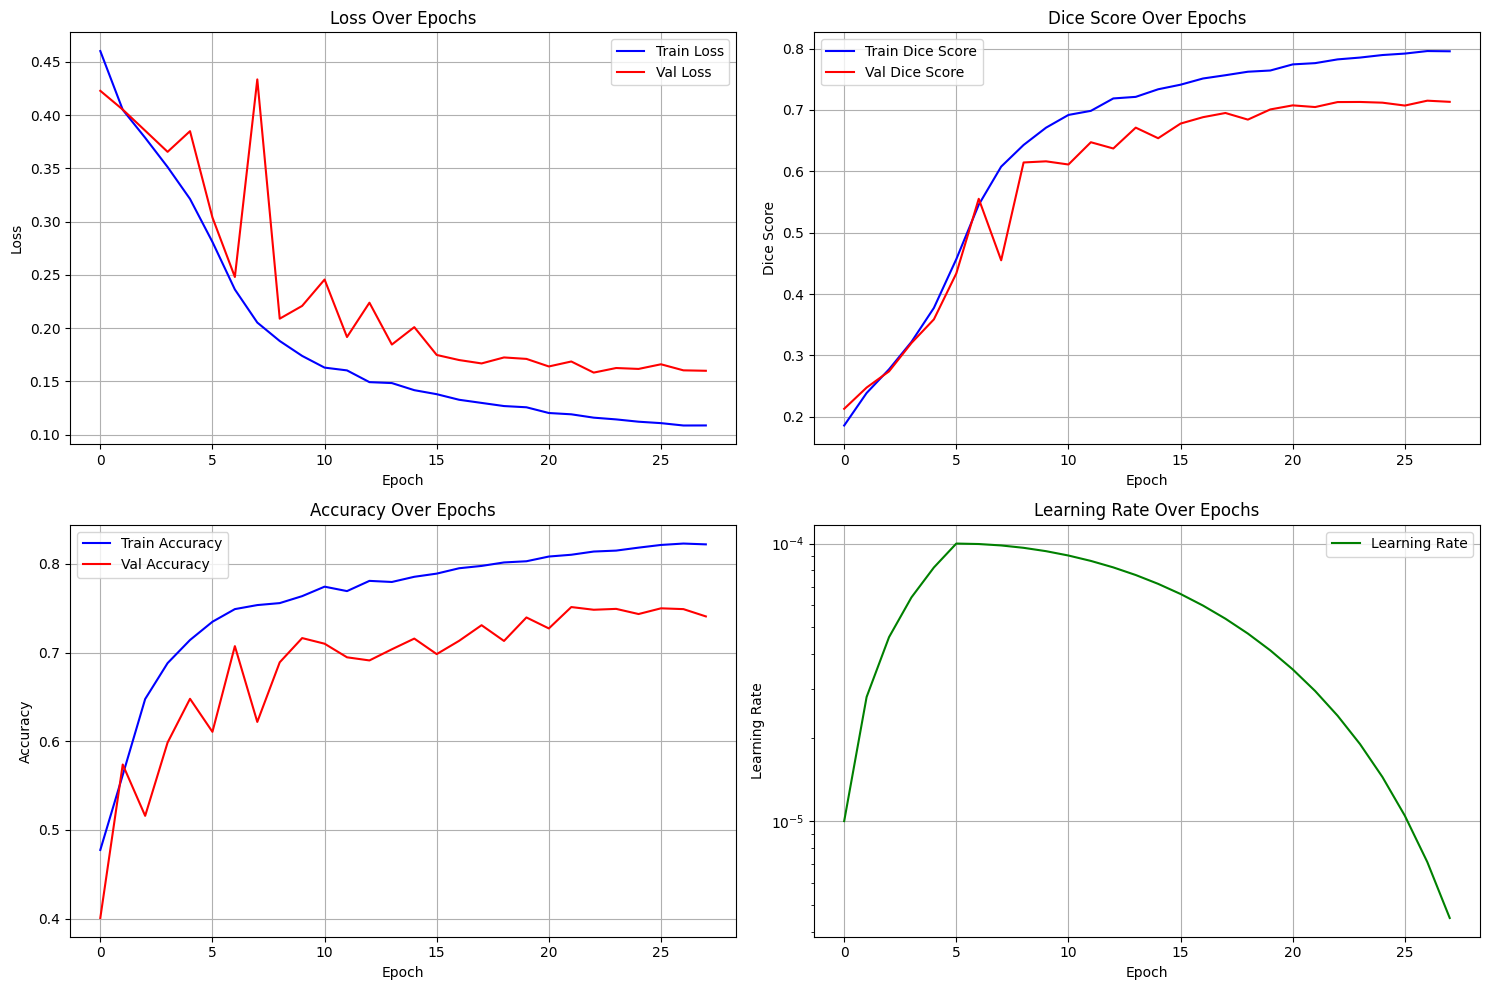 Loss Over Epochs
Train Loss
Val Loss
0.45
0.40
0.35
0.30
0.25
0.20
0.15
0.10
Loss
0 5 10 15 20 25
Epoch
Dice Score Over Epochs
Train Dice Score
Val Dice Score
0.8
0.7
0.6
0.5
0.4
0.3
0.2
Dice Score
0 5 10 15 20 25
Epoch
Accuracy Over Epochs
Train Accuracy
Val Accuracy
0.8
0.7
0.6
0.5
0.4
Accuracy
0 5 10 15 20 25
Epoch
Learning Rate Over Epochs
Learning Rate
10⁻⁴
10⁻⁵
Learning Rate
0 5 10 15 20 25
Epoch